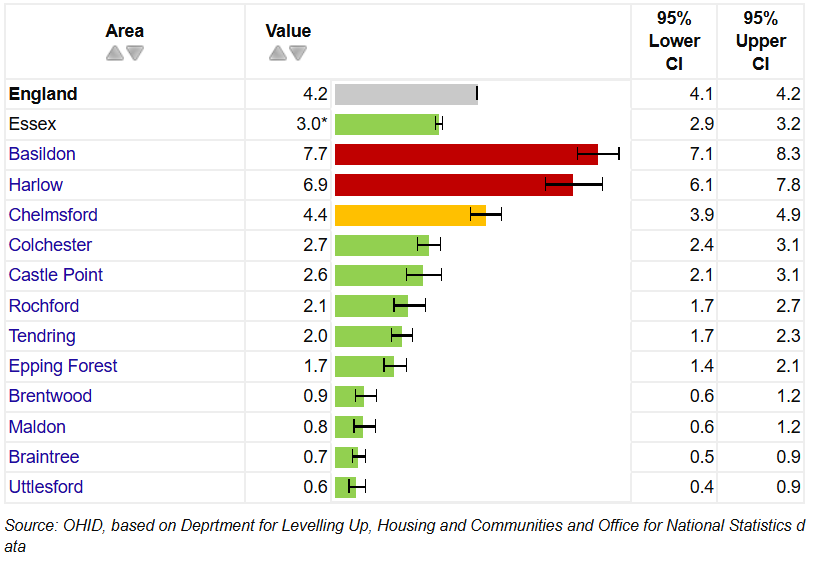 Area Value 95% Lower CI 95% Upper CI
England 4.2 4.1 4.2
Essex 3.0* 2.9 3.2
Basildon 7.7 7.1 8.3
Harlow 6.9 6.1 7.8
Chelmsford 4.4 3.9 4.9
Colchester 2.7 2.4 3.1
Castle Point 2.6 2.1 3.1
Rochford 2.1 1.7 2.7
Tendring 2.0 1.7 2.3
Epping Forest 1.7 1.4 2.1
Brentwood 0.9 0.6 1.2
Maldon 0.8 0.6 1.2
Braintree 0.7 0.5 0.9
Uttlesford 0.6 0.4 0.9
Source: OHID, based on Deprtment for Levelling Up, Housing and Communities and Office for National Statistics d
ata